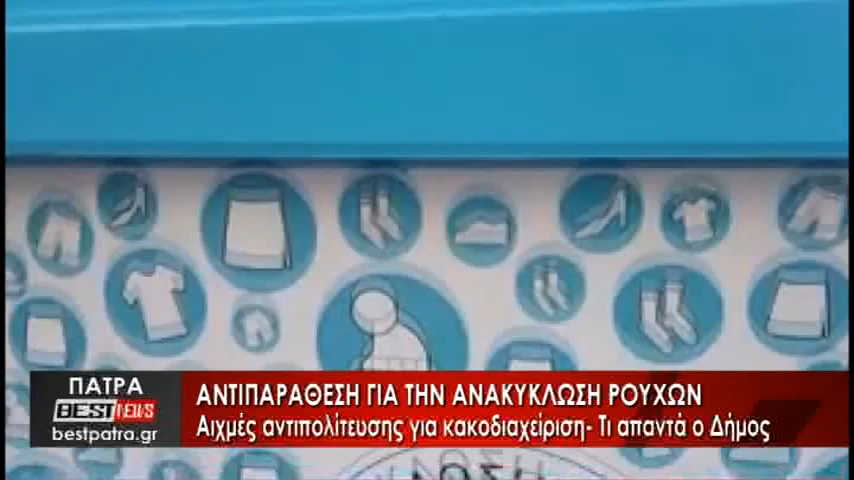 ΠΑΤΡΑ
BEST NEWS
bestpatra.gr
ΑΝΤΙΠΑΡΑΘΕΣΗ ΓΙΑ ΤΗΝ ΑΝΑΚΥΚΛΩΣΗ ΡΟΥΧΩΝ
Αιχμές αντιπολίτευσης για κακοδιαχείριση- Τι απαντά ο Δήμος